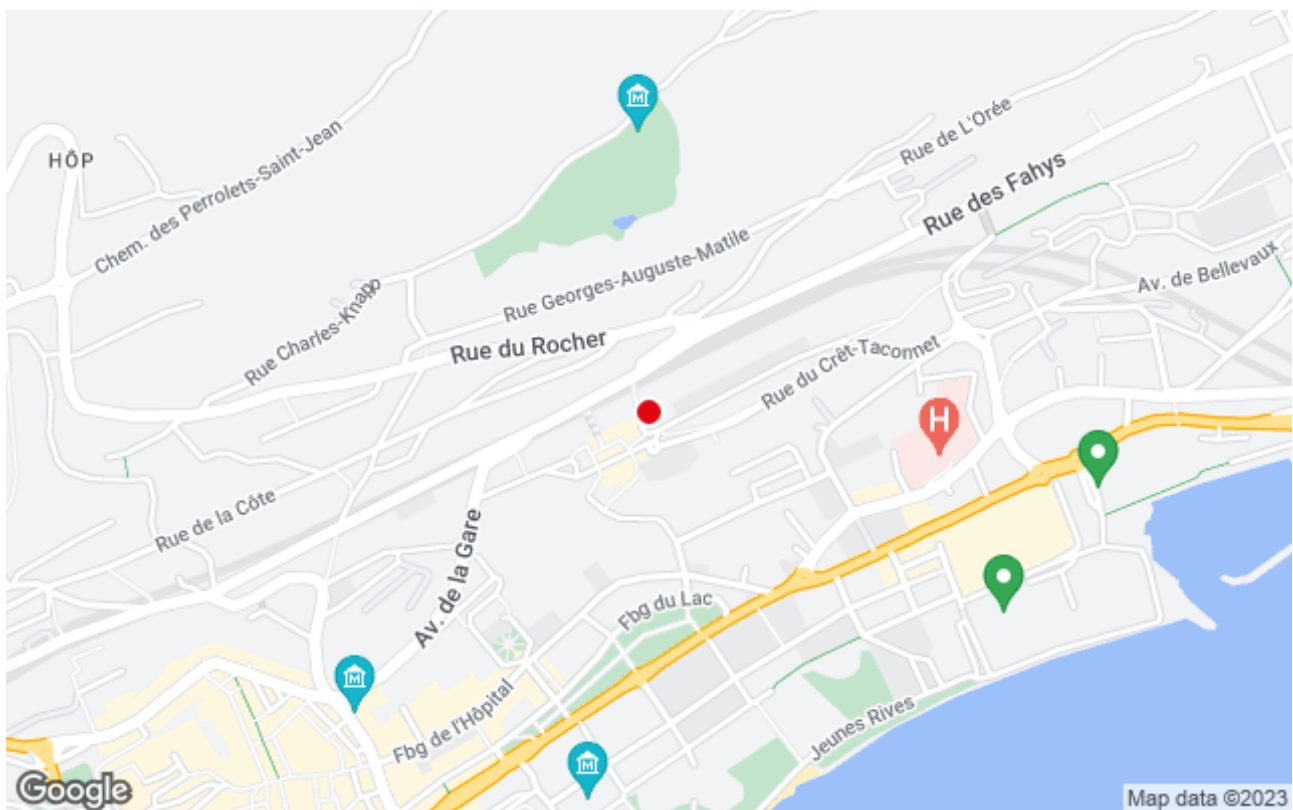 HÔP
Chem. des Perrolets-Saint-Jean
Rue de L'Orée
Rue des Fahys
Rue Georges-Auguste-Matile
Av. de Bellevaux
Rue Charles-Knapp
Rue du Rocher
Rue du Crêt-Taconnet
H
Rue de la Côte
Av. de la Gare
Fbg du Lac
M
Fbg de l'Hôpital
Jeunes Rives
M
M
Google
Map data ©2023